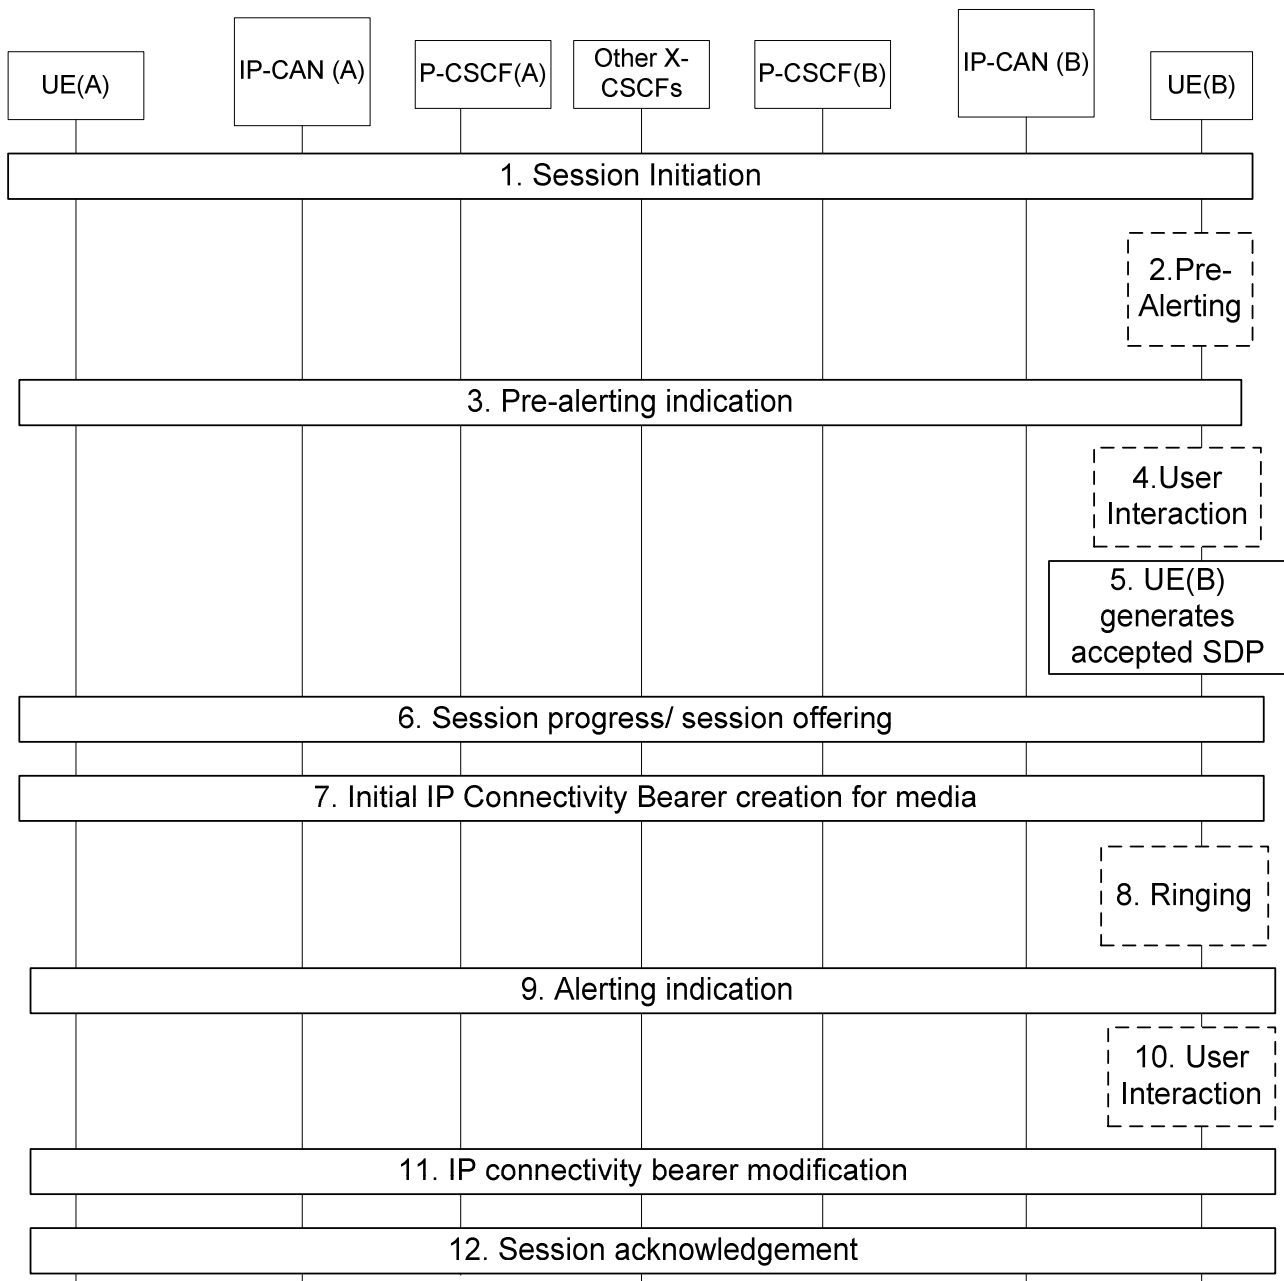 UE(A)
IP-CAN (A)
P-CSCF(A)
Other X-
CSCFs
P-CSCF(B)
IP-CAN (B)
UE(B)
1. Session Initiation
2.Pre-
Alerting
3. Pre-alerting indication
4.User
Interaction
5. UE(B)
generates
accepted SDP
6. Session progress/ session offering
7. Initial IP Connectivity Bearer creation for media
8. Ringing
9. Alerting indication
10. User
Interaction
11. IP connectivity bearer modification
12. Session acknowledgement